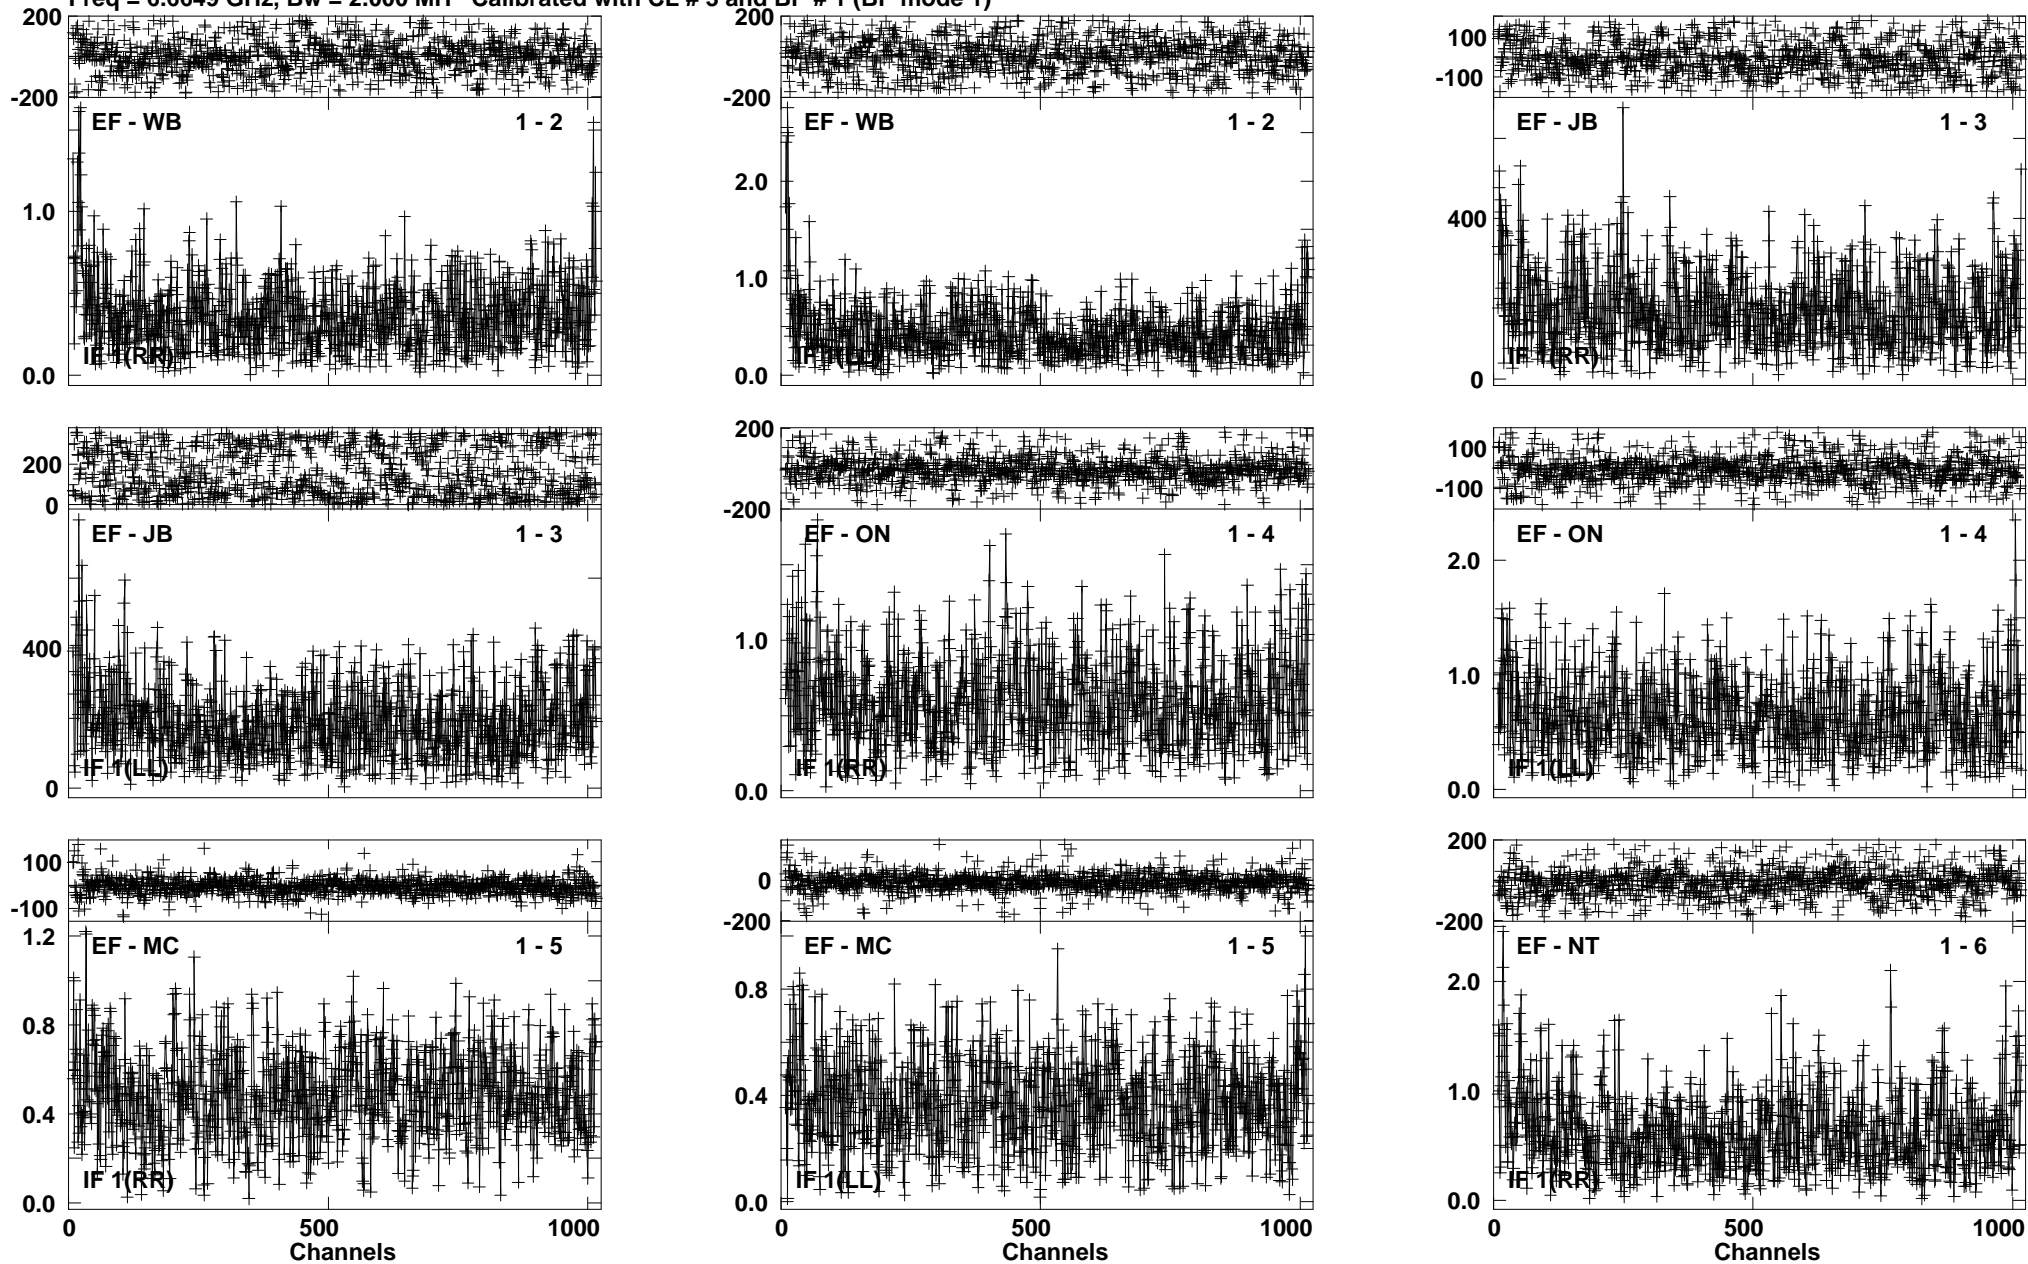 Freq = 6.6649 GHz, Bw = 2.000 MH Calibrated with CL # 3 and BP # 1 (BP mode 1)
200
-200
EF - WB 1 - 2
1.0
0.0
IF 1(RR)
200
-200
EF - WB 1 - 2
2.0
1.0
0.0
IF 1(LL)
100
-100
EF - JB 1 - 3
400
0
IF 1(RR)
200
0
EF - JB 1 - 3
400
0
IF 1(LL)
200
-200
EF - ON 1 - 4
1.0
0.0
IF 1(RR)
100
-100
EF - ON 1 - 4
2.0
1.0
0.0
IF 1(LL)
100
-100
EF - MC 1 - 5
1.2
0.8
0.4
0.0
IF 1(RR)
0 500 1000
Channels
0
-200
EF - MC 1 - 5
0.8
0.4
0.0
IF 1(LL)
0 500 1000
Channels
200
-200
EF - NT 1 - 6
2.0
1.0
0.0
IF 1(RR)
0 500 1000
Channels